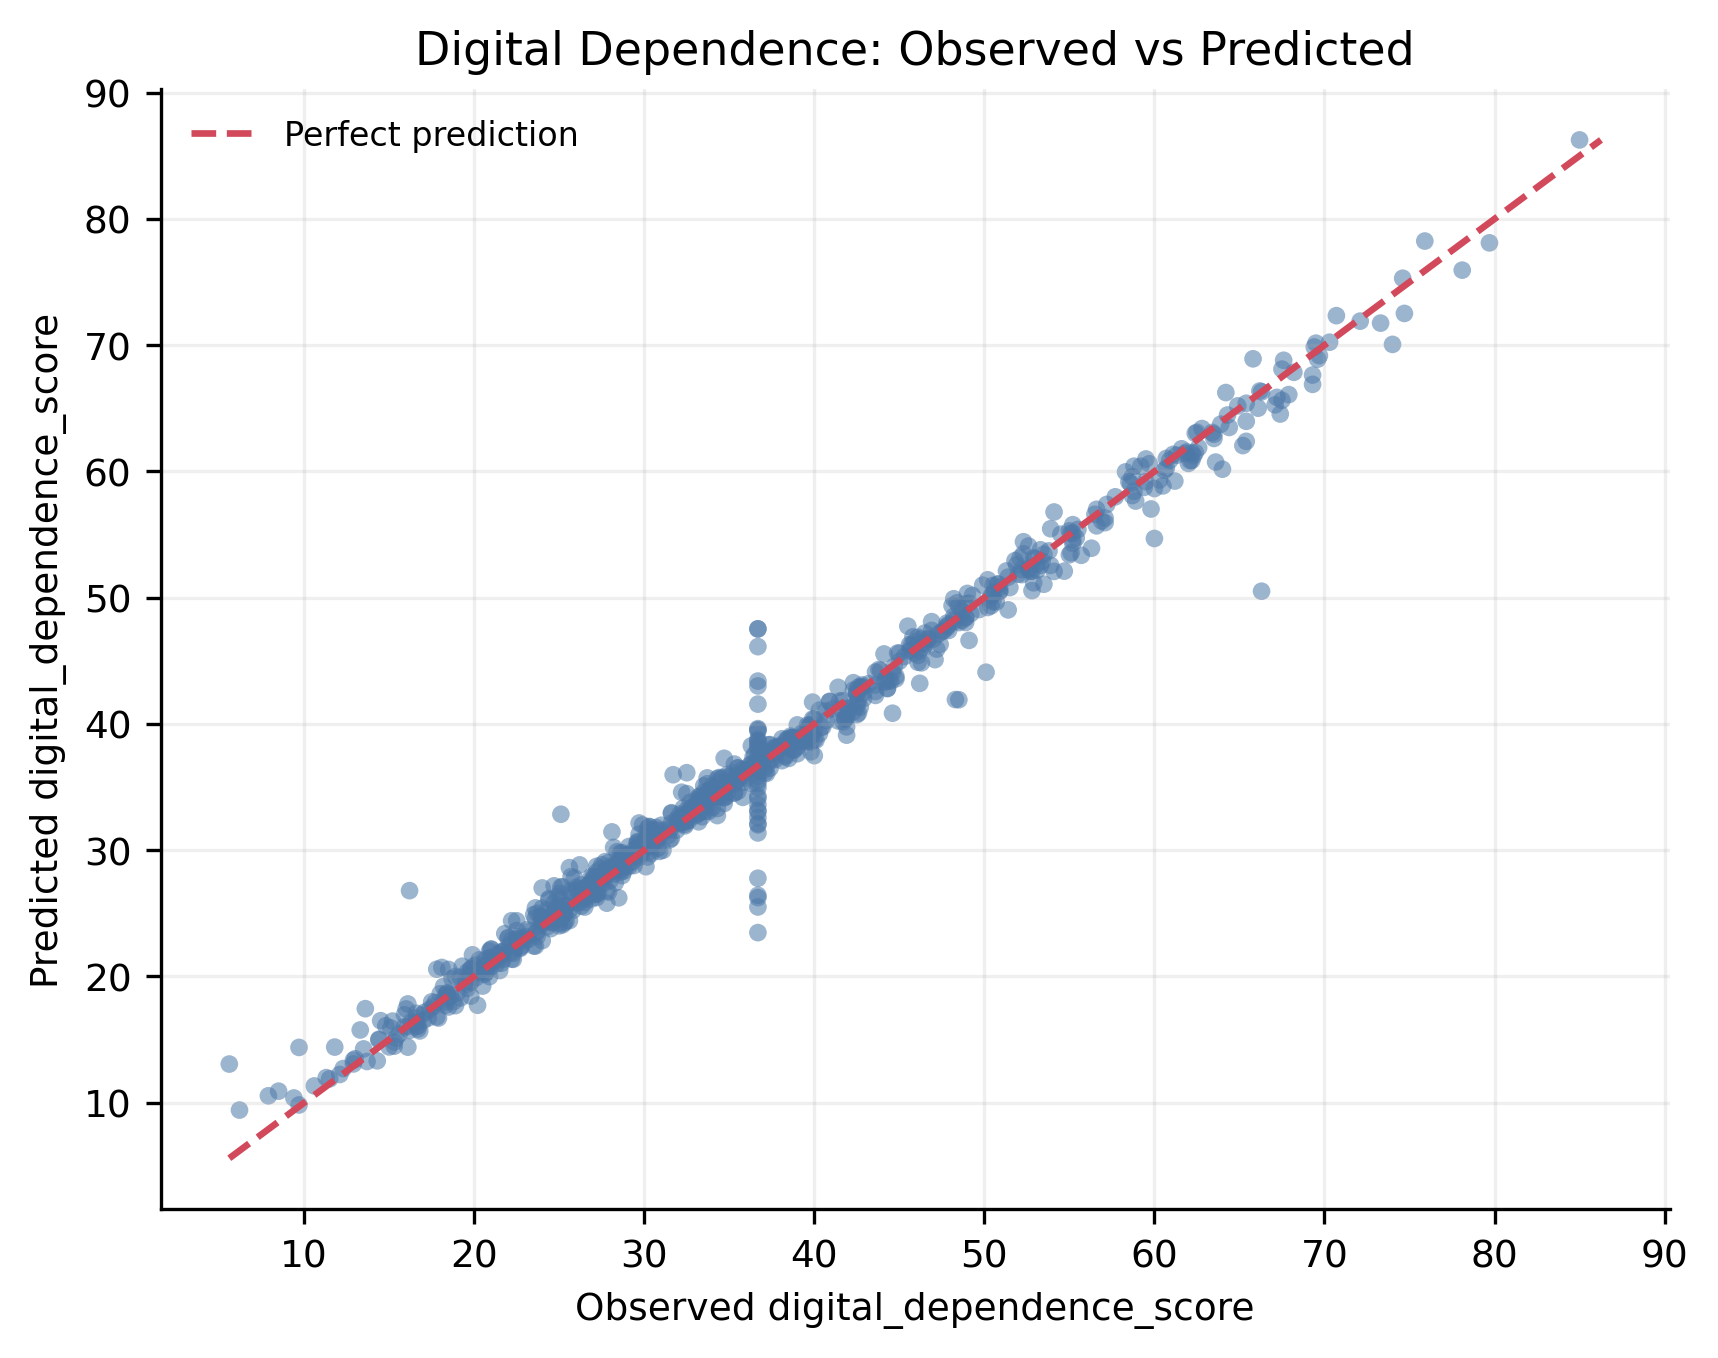 Digital Dependence: Observed vs Predicted
Perfect prediction
Predicted digital_dependence_score
90
80
70
60
50
40
30
20
10
10 20 30 40 50 60 70 80 90
Observed digital_dependence_score